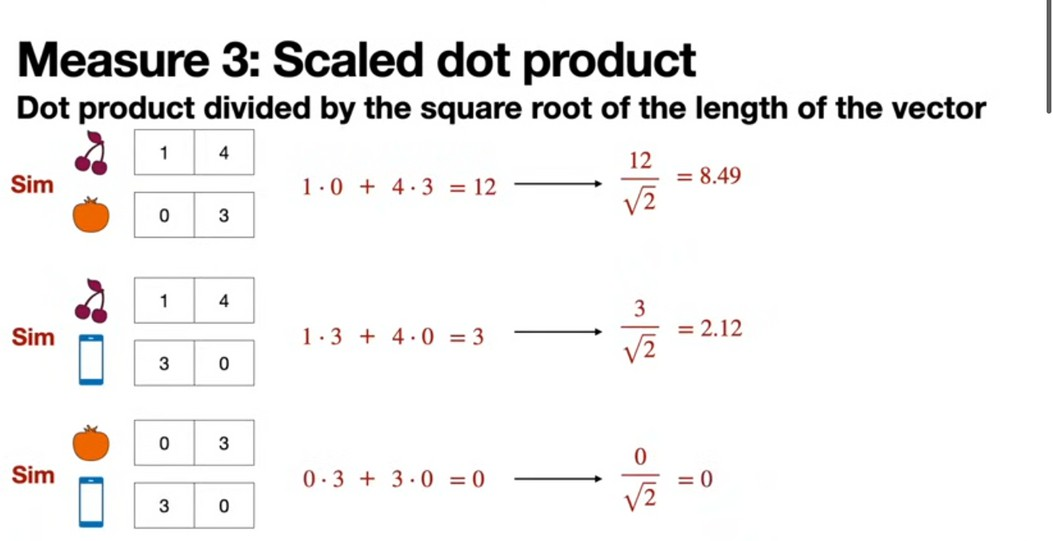 Measure 3: Scaled dot product
Dot product divided by the square root of the length of the vector
Sim
1 4
0 3
1 · 0 + 4 · 3 = 12 ⟶ 12/√2 = 8.49
Sim
1 4
3 0
1 · 3 + 4 · 0 = 3 ⟶ 3/√2 = 2.12
Sim
0 3
3 0
0 · 3 + 3 · 0 = 0 ⟶ 0/√2 = 0